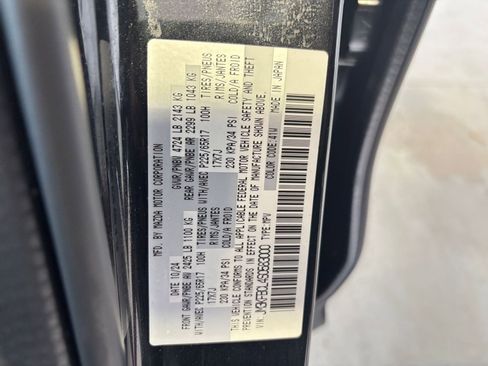 MFD BY MAZDA MOTOR CORPORATION
10/24 GVWR/PNBV 4724 LB 2143 KG
FRONT GAWR/PNBE AV 2425 LB 1100 KG REAR GAWR/PNBE AR 2299 LB 1043 KG
WITH/AVEC P225/65R17 100H TIRES/PNEUS WITH/AVEC P225/65R17 100H TIRES/PNEUS
17X7J RIMS/JANTES 17X7J RIMS/JANTES
230 KPA/34 PSI COLD/A FROID 230 KPA/34 PSI COLD/A FROID
THIS VEHICLE CONFORMS TO ALL APPLICABLE FEDERAL MOTOR VEHICLE SAFETY AND THEFT
PREVENTION STANDARDS IN EFFECT ON THE DATE OF MANUFACTURE SHOWN ABOVE.
VIN: TYPE:MPV COLOR CODE:41W MADE IN JAPAN